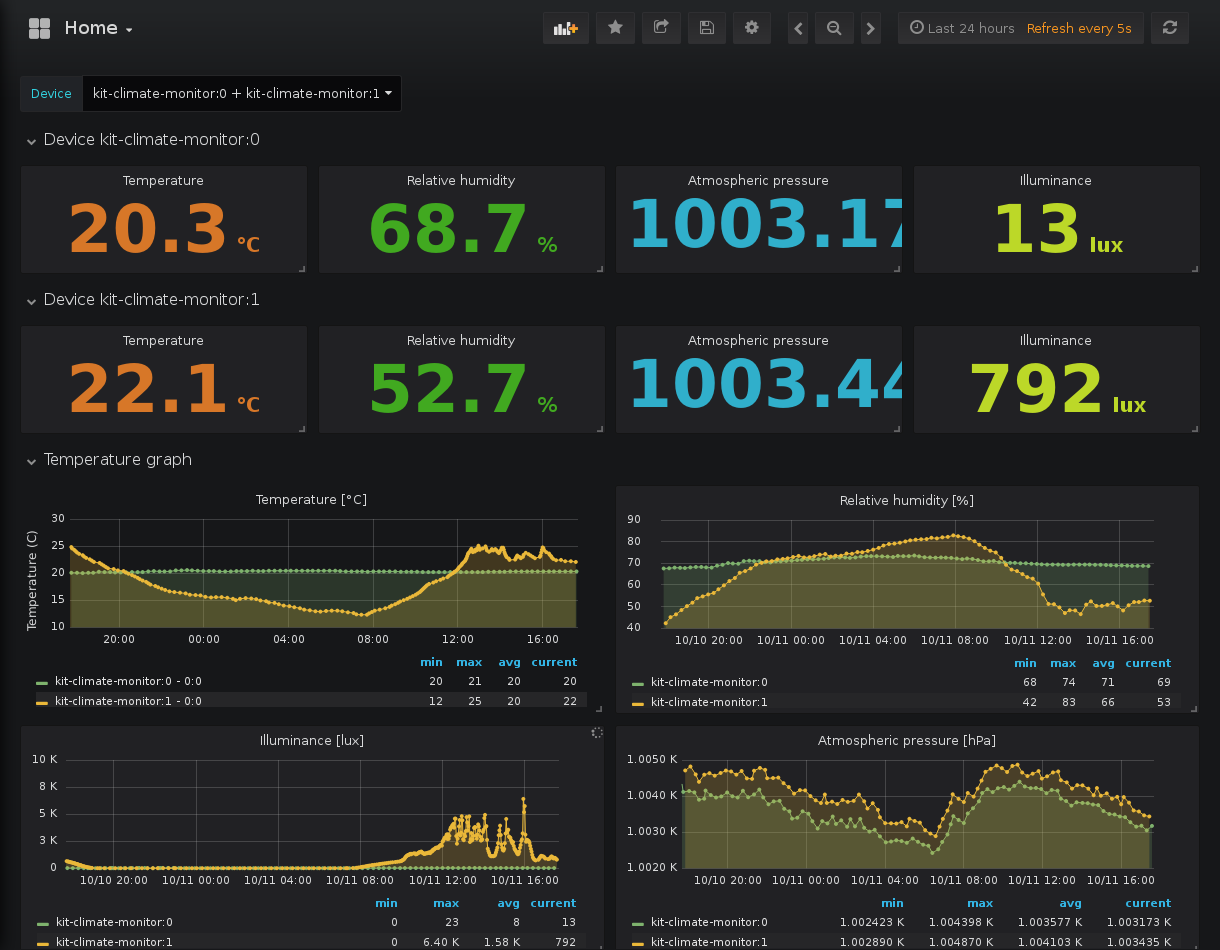 Home
Last 24 hours Refresh every 5s
Device kit-climate-monitor:0 + kit-climate-monitor:1
Device kit-climate-monitor:0
Temperature Relative humidity Atmospheric pressure Illuminance
20.3 °C 68.7 % 1003.17 13 lux
Device kit-climate-monitor:1
Temperature Relative humidity Atmospheric pressure Illuminance
22.1 °C 52.7 % 1003.44 792 lux
Temperature graph
Temperature [°C]
Temperature (C)
30
25
20
15
10
20:00 00:00 04:00 08:00 12:00 16:00
min max avg current
kit-climate-monitor:0 - 0:0 20 21 20 20
kit-climate-monitor:1 - 0:0 12 25 20 22
Relative humidity [%]
90
80
70
60
50
40
10/10 20:00 10/11 00:00 10/11 04:00 10/11 08:00 10/11 12:00 10/11 16:00
min max avg current
kit-climate-monitor:0 68 74 71 69
kit-climate-monitor:1 42 83 66 53
Illuminance [lux]
10 K
8 K
5 K
3 K
0
10/10 20:00 10/11 00:00 10/11 04:00 10/11 08:00 10/11 12:00 10/11 16:00
min max avg current
kit-climate-monitor:0 0 23 8 13
kit-climate-monitor:1 0 6.40 K 1.58 K 792
Atmospheric pressure [hPa]
1.0050 K
1.0040 K
1.0030 K
1.0020 K
10/10 20:00 10/11 00:00 10/11 04:00 10/11 08:00 10/11 12:00 10/11 16:00
min max avg current
kit-climate-monitor:0 1.002423 K 1.004398 K 1.003577 K 1.003173 K
kit-climate-monitor:1 1.002890 K 1.004870 K 1.004103 K 1.003435 K